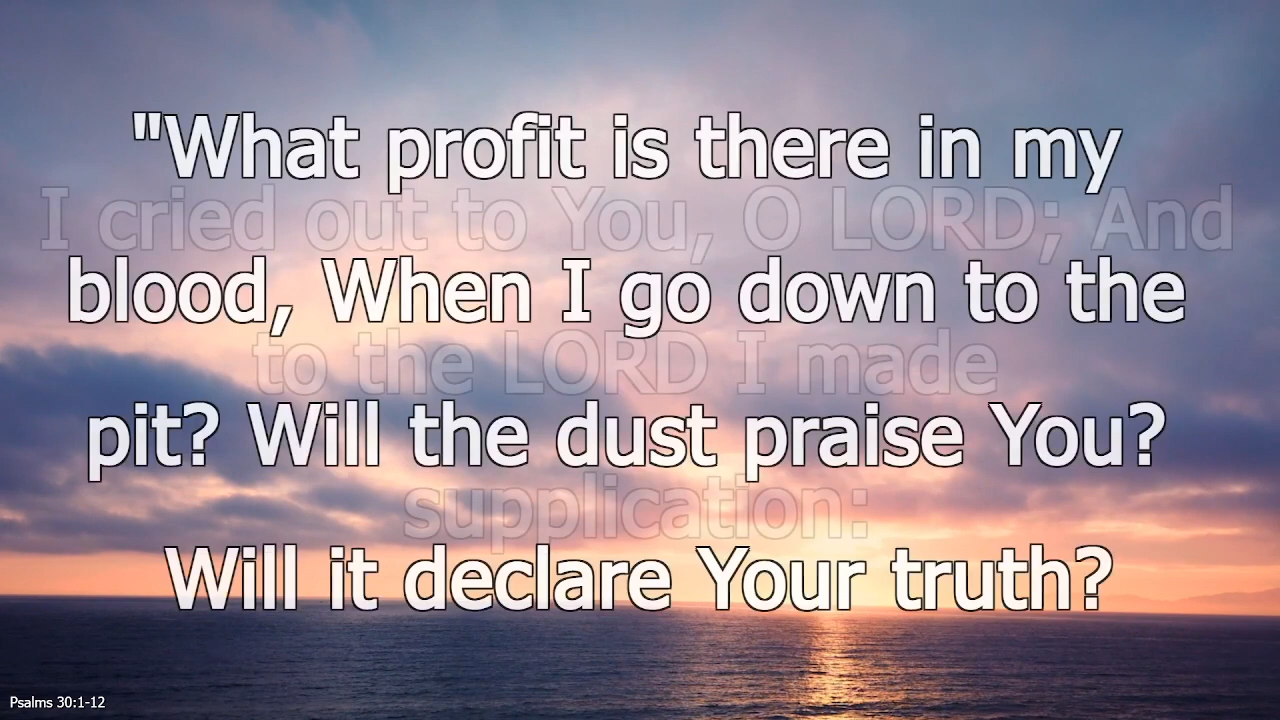 "What profit is there in my
I cried out to You, O LORD; And
blood, When I go down to the
to the LORD I made
pit? Will the dust praise You?
supplication:
Will it declare Your truth?
Psalms 30:1-12